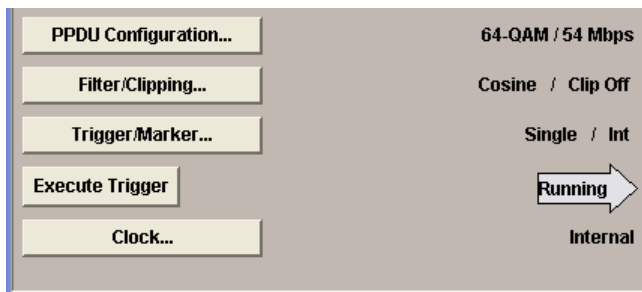 PPDU Configuration... 64-QAM / 54 Mbps
Filter/Clipping... Cosine / Clip Off
Trigger/Marker... Single / Int
Execute Trigger Running
Clock... Internal